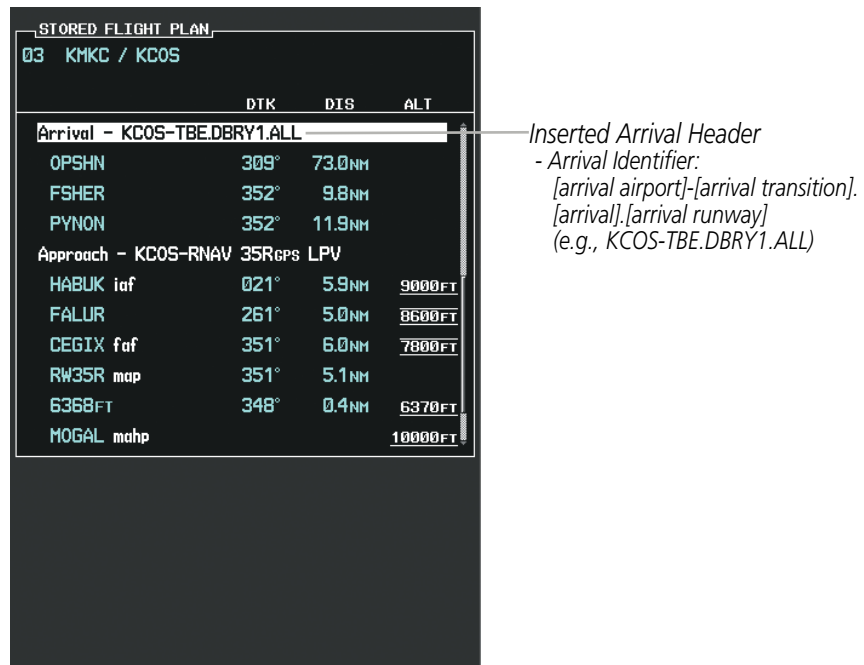 STORED FLIGHT PLAN
03 KMKC / KCOS
DTK DIS ALT
Arrival – KCOS-TBE.DBRY1.ALL
OPSHN 309° 73.0NM
FSHER 352° 9.8NM
PYNON 352° 11.9NM
Approach – KCOS-RNAV 35RGPS LPV
HABUK iaf 021° 5.9NM 9000FT
FALUR 261° 5.0NM 8600FT
CEGIX faf 351° 6.0NM 7800FT
RW35R map 351° 5.1NM
6368FT 348° 0.4NM 6370FT
MOGAL mahp 10000FT
Inserted Arrival Header
- Arrival Identifier:
[arrival airport]-[arrival transition].
[arrival].[arrival runway]
(e.g., KCOS-TBE.DBRY1.ALL)